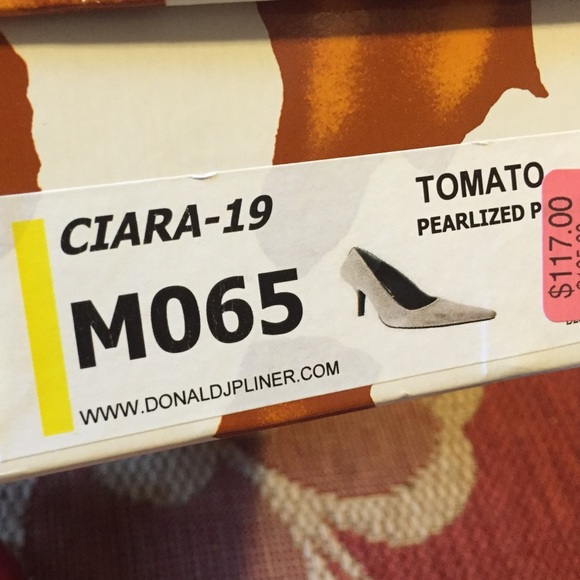 CIARA-19
M065
WWW.DONALDJPLINER.COM
TOMATO
PEARLIZED P
$117.00